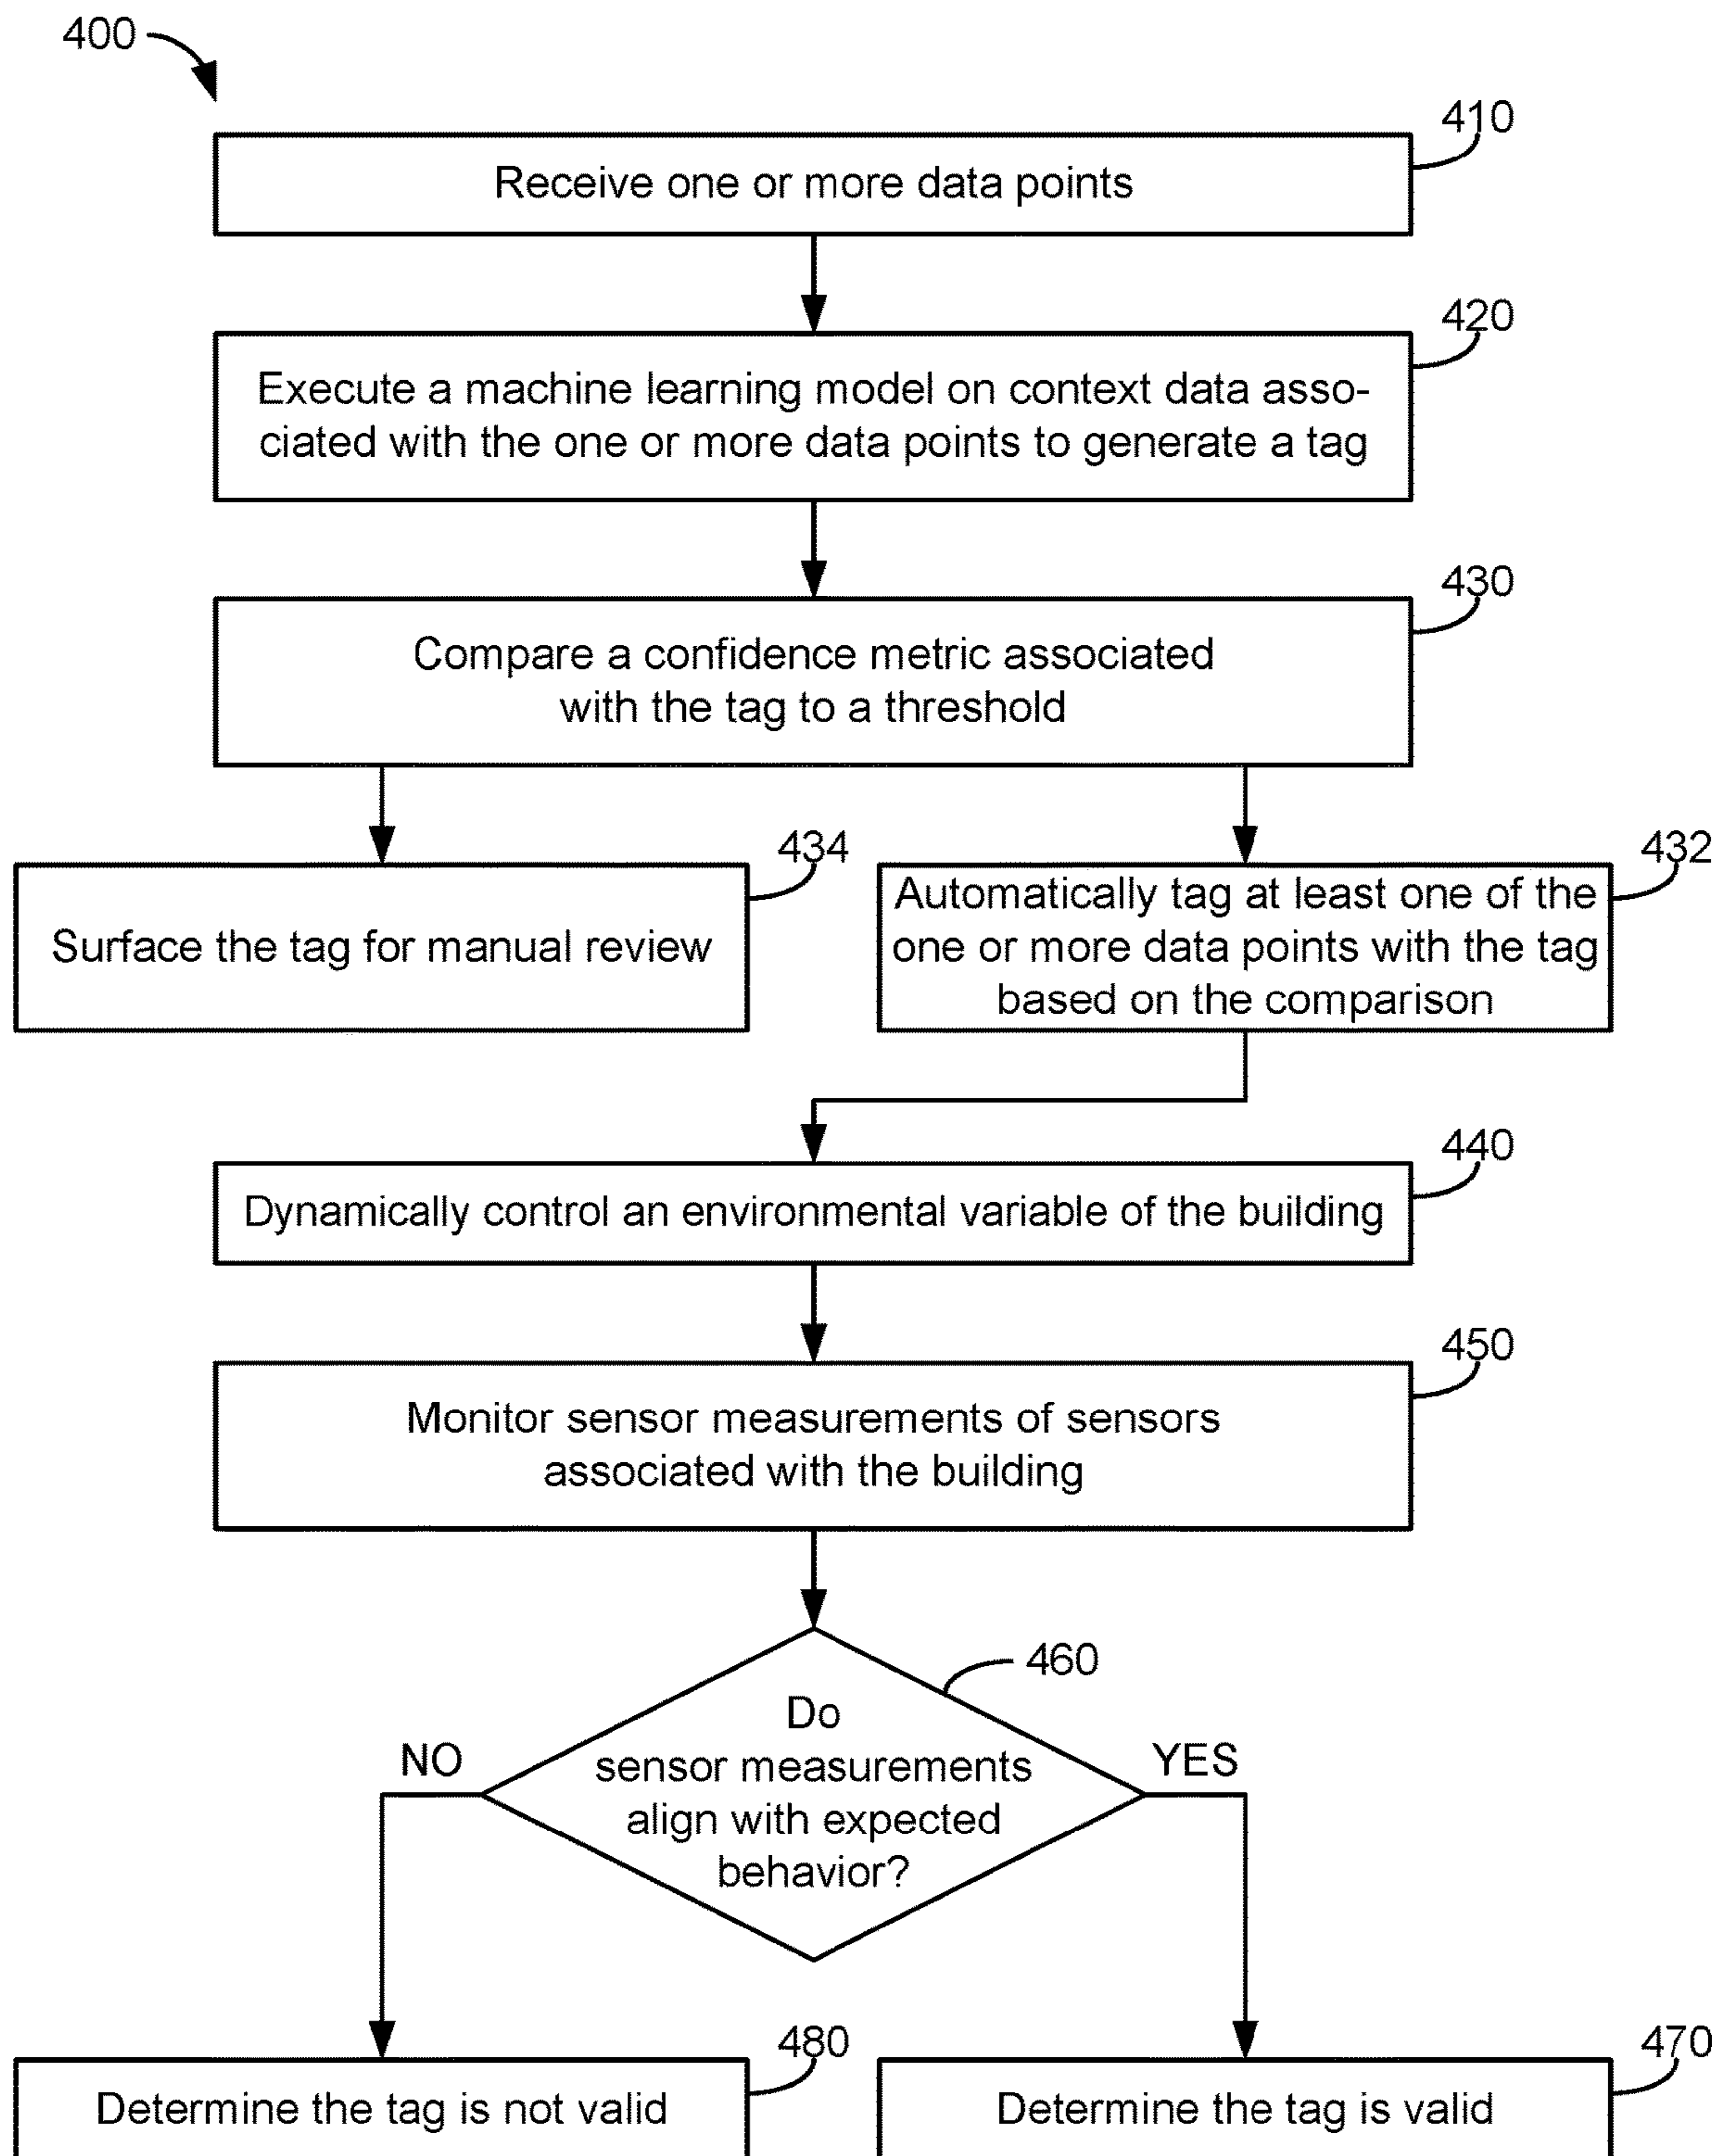 400
410
Receive one or more data points
420
Execute a machine learning model on context data asso-
ciated with the one or more data points to generate a tag
430
Compare a confidence metric associated
with the tag to a threshold
434
Surface the tag for manual review
432
Automatically tag at least one of the
one or more data points with the tag
based on the comparison
440
Dynamically control an environmental variable of the building
450
Monitor sensor measurements of sensors
associated with the building
460
Do
sensor measurements
align with expected
behavior?
NO
YES
480
Determine the tag is not valid
470
Determine the tag is valid